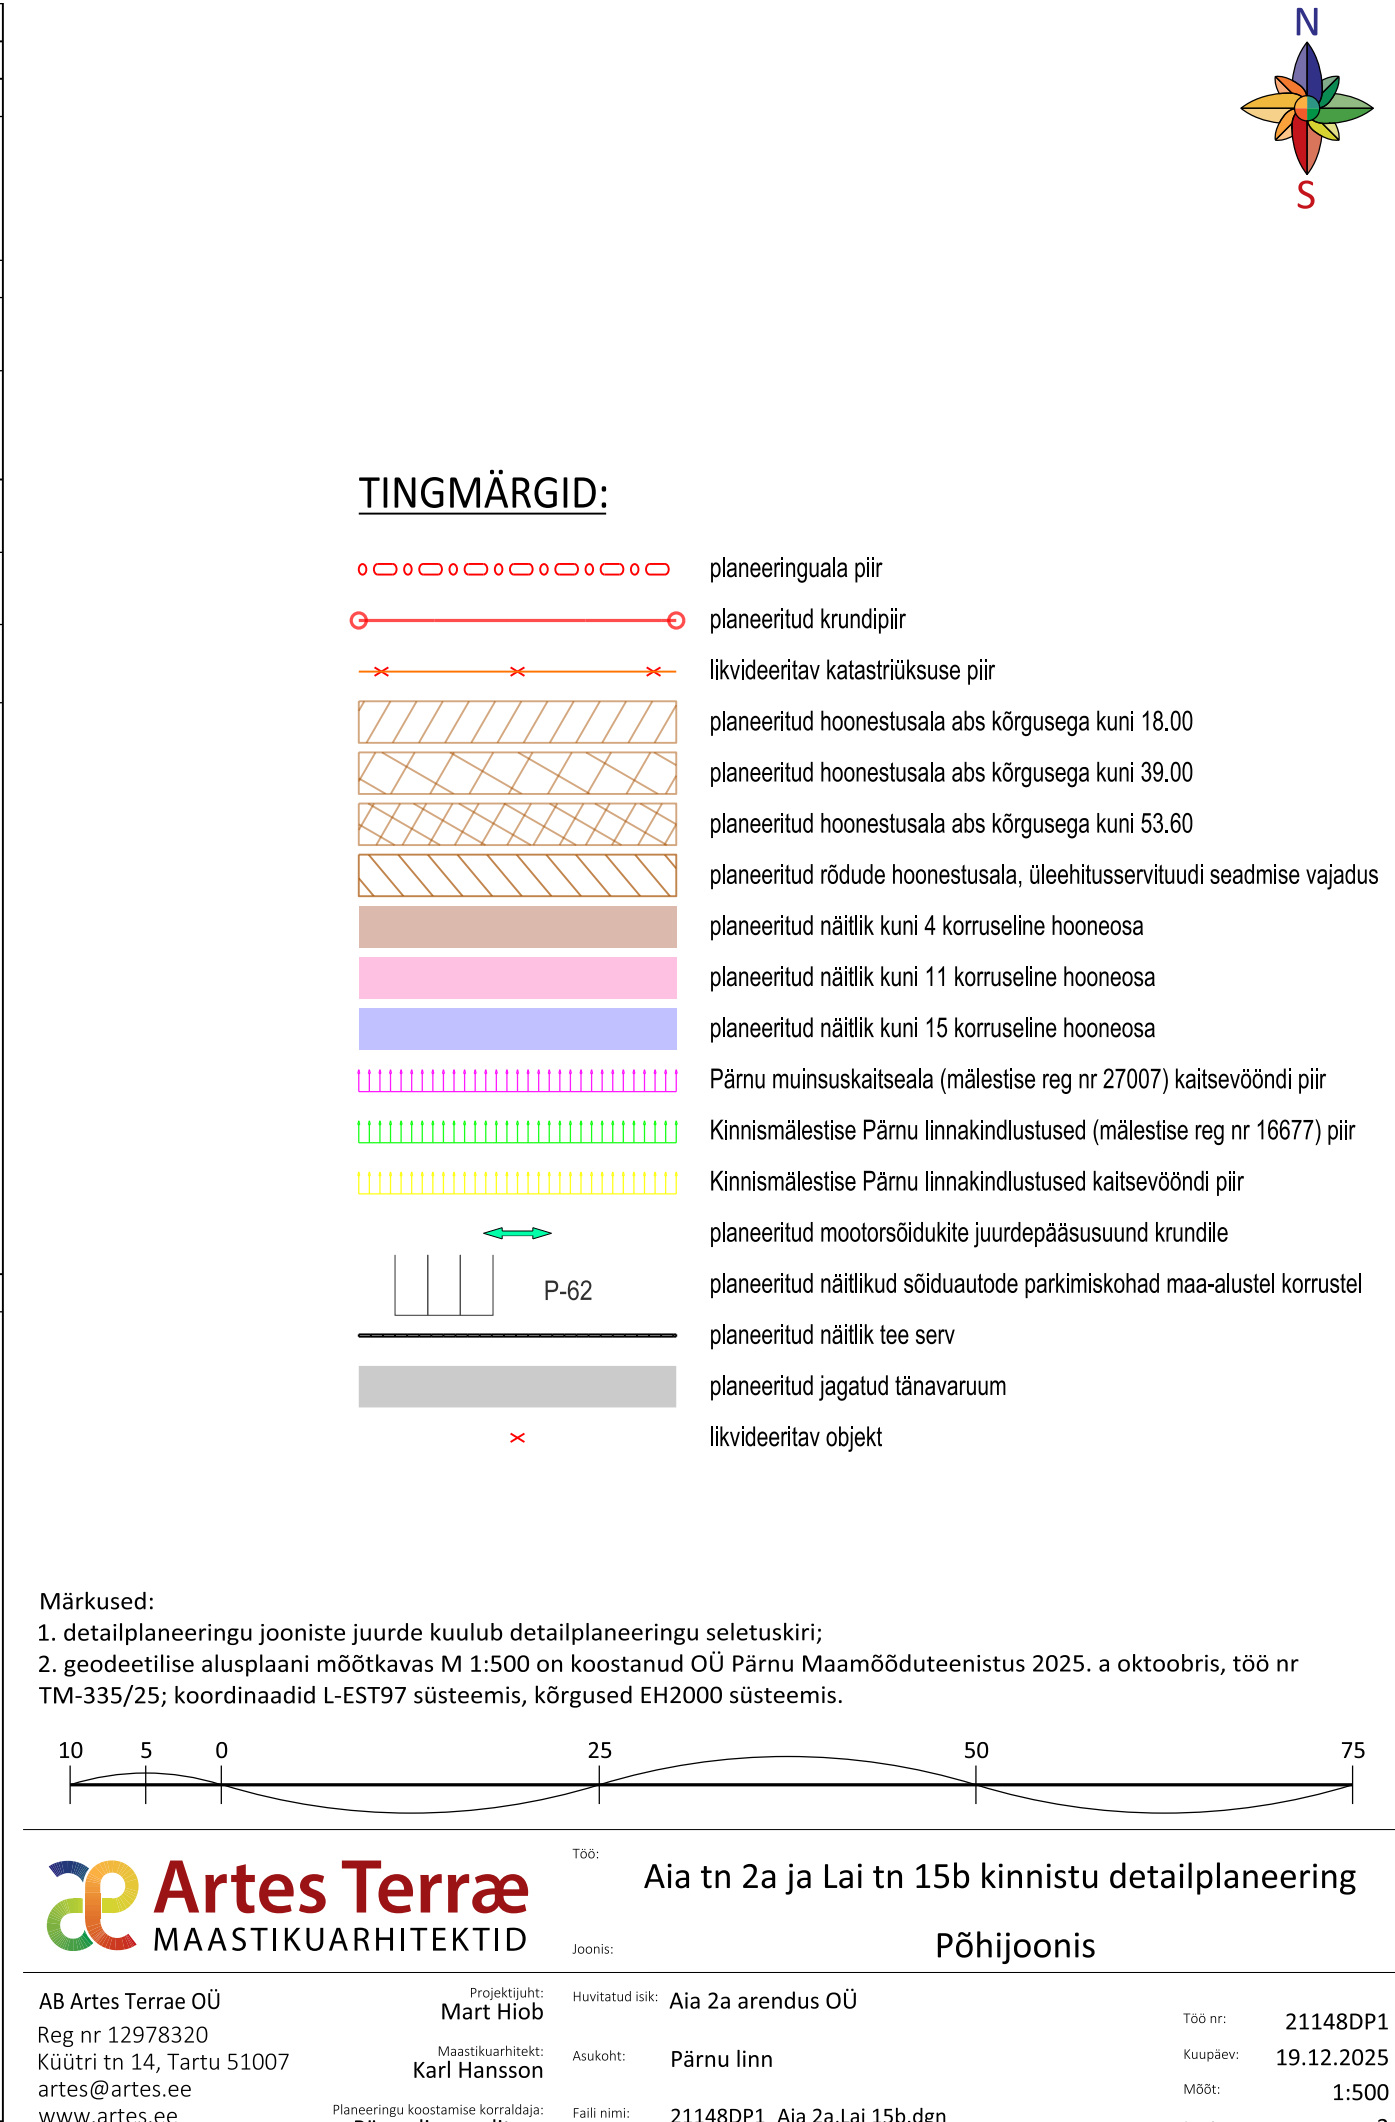 N
S
TINGMÄRGID:
planeeringuala piir
planeeritud krundipiir
likvideeritav katastriüksuse piir
planeeritud hoonestusala abs kõrgusega kuni 18.00
planeeritud hoonestusala abs kõrgusega kuni 39.00
planeeritud hoonestusala abs kõrgusega kuni 53.60
planeeritud rõdude hoonestusala, üleehitusservituudi seadmise vajadus
planeeritud näitlik kuni 4 korruseline hooneosa
planeeritud näitlik kuni 11 korruseline hooneosa
planeeritud näitlik kuni 15 korruseline hooneosa
Pärnu muinsuskaitseala (mälestise reg nr 27007) kaitsevööndi piir
Kinnismälestise Pärnu linnakindlustused (mälestise reg nr 16677) piir
Kinnismälestise Pärnu linnakindlustused kaitsevööndi piir
planeeritud mootorsõidukite juurdepääsusuund krundile
P-62 planeeritud näitlikud sõiduautode parkimiskohad maa-alustel korrustel
planeeritud näitlik tee serv
planeeritud jagatud tänavaruum
likvideeritav objekt
Märkused:
1. detailplaneeringu jooniste juurde kuulub detailplaneeringu seletuskiri;
2. geodeetilise alusplaani mõõtkavas M 1:500 on koostanud OÜ Pärnu Maamõõduteenistus 2025. a oktoobris, töö nr
TM-335/25; koordinaadid L-EST97 süsteemis, kõrgused EH2000 süsteemis.
10 5 0 25 50 75
Artes Terræ
MAASTIKUARHITEKTID
Töö:
Aia tn 2a ja Lai tn 15b kinnistu detailplaneering
Joonis:
Põhijoonis
AB Artes Terrae OÜ
Reg nr 12978320
Küütri tn 14, Tartu 51007
artes@artes.ee
www.artes.ee
Projektijuht:
Mart Hiob
Maastikuarhitekt:
Karl Hansson
Planeeringu koostamise korraldaja:
Huvitatud isik: Aia 2a arendus OÜ
Asukoht: Pärnu linn
Faili nimi: 21148DP1_Aia 2a,Lai 15b.dgn
Töö nr: 21148DP1
Kuupäev: 19.12.2025
Mõõt: 1:500